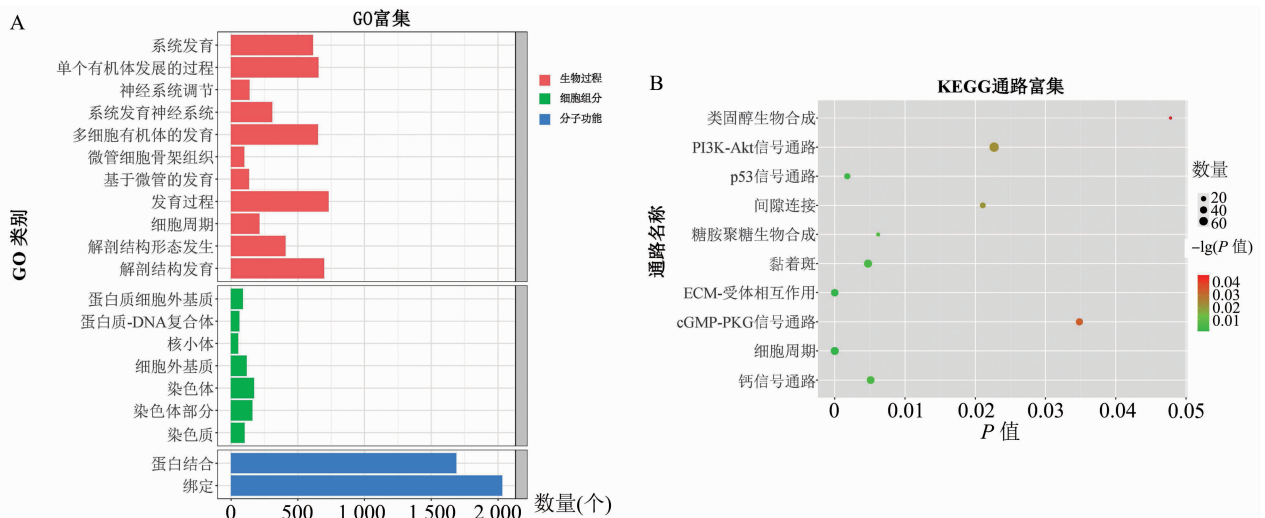 A
GO富集
GO 类别
系统发育
单个有机体发展的过程
神经系统调节
系统发育神经系统
多细胞有机体的发育
微管细胞骨架组织
基于微管的发育
发育过程
细胞周期
解剖结构形态发生
解剖结构发育
蛋白质细胞外基质
蛋白质-DNA复合体
核小体
细胞外基质
染色体
染色体部分
染色质
蛋白结合
绑定
0 500 1 000 1 500 2 000
数量(个)
生物过程
细胞组分
分子功能
B
KEGG通路富集
通路名称
类固醇生物合成
PI3K-Akt信号通路
p53信号通路
间隙连接
糖胺聚糖生物合成
黏着斑
ECM-受体相互作用
cGMP-PKG信号通路
细胞周期
钙信号通路
0 0.01 0.02 0.03 0.04 0.05
P 值
数量
20
40
60
−lg(P 值)
0.04
0.03
0.02
0.01